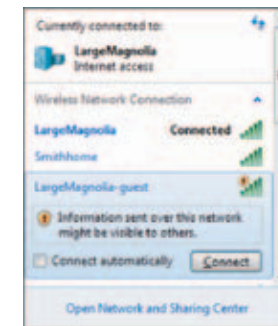 Currently connected to:
LargeMagnolia
Internet access
Wireless Network Connection
LargeMagnolia Connected
Smithhome
LargeMagnolia-guest
Information sent over this network
might be visible to others.
Connect automatically Connect
Open Network and Sharing Center